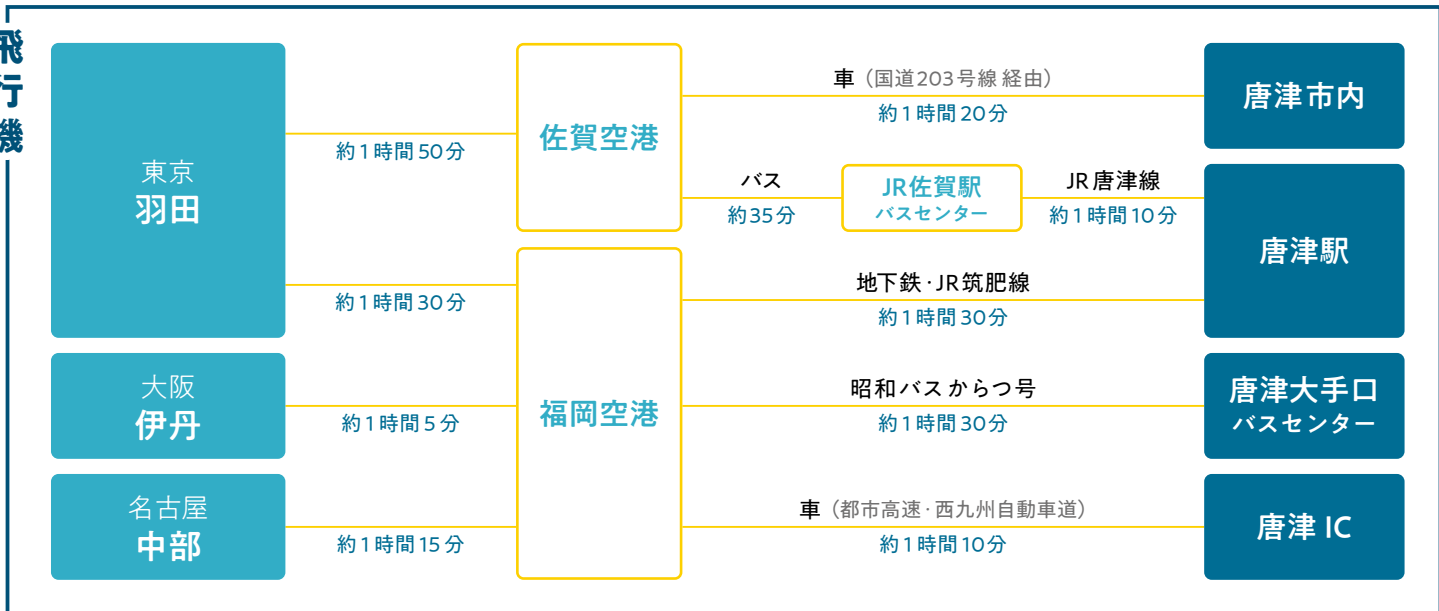 飛行機
東京
羽田
約1時間50分
約1時間30分
大阪
伊丹
約1時間5分
名古屋
中部
約1時間15分
佐賀空港
福岡空港
車（国道203号線 経由）
約1時間20分
バス
約35分
JR佐賀駅
バスセンター
JR唐津線
約1時間10分
地下鉄·JR筑肥線
約1時間30分
昭和バス からつ号
約1時間30分
車（都市高速·西九州自動車道）
約1時間10分
唐津市内
唐津駅
唐津大手口
バスセンター
唐津 IC